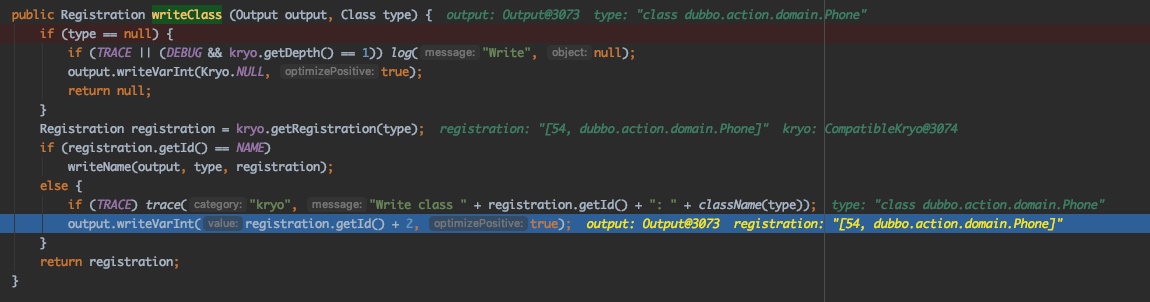 public Registration writeClass (Output output, Class type) {  output: Output@3073  type: "class dubbo.action.domain.Phone"
if (type == null) {
if (TRACE || (DEBUG && kryo.getDepth() == 1)) log( message: "Write", object: null);
output.writeVarInt(Kryo.NULL, optimizePositive: true);
return null;
}
Registration registration = kryo.getRegistration(type);  registration: "[54, dubbo.action.domain.Phone]"  kryo: CompatibleKryo@3074
if (registration.getId() == NAME)
writeName(output, type, registration);
else {
if (TRACE) trace( category: "kryo", message: "Write class " + registration.getId() + ": " + className(type));  type: "class dubbo.action.domain.Phone"
output.writeVarInt( value: registration.getId() + 2, optimizePositive: true);  output: Output@3073  registration: "[54, dubbo.action.domain.Phone]"
}
return registration;
}